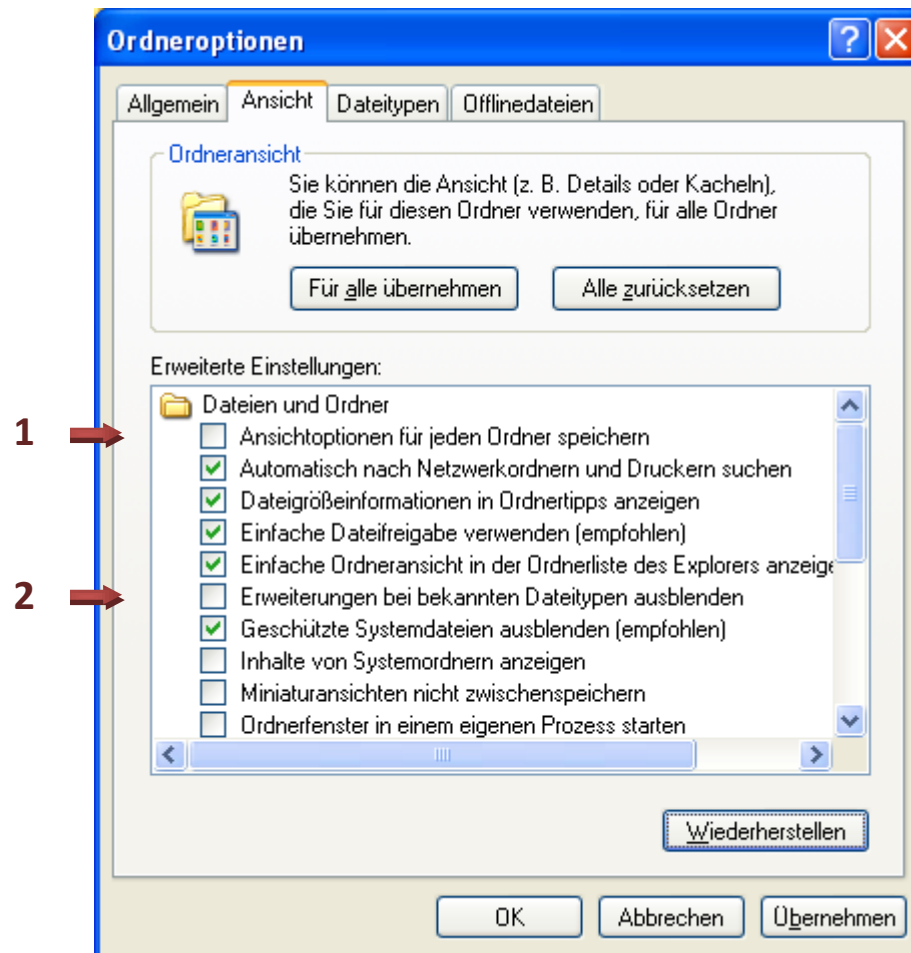 Ordneroptionen
Allgemein Ansicht Dateitypen Offlinedateien
Ordneransicht
Sie können die Ansicht (z. B. Details oder Kacheln),
die Sie für diesen Ordner verwenden, für alle Ordner
übernehmen.
Für alle übernehmen Alle zurücksetzen
Erweiterte Einstellungen:
Dateien und Ordner
1 Ansichtoptionen für jeden Ordner speichern
Automatisch nach Netzwerkordnern und Druckern suchen
Dateigrößeinformationen in Ordnertipps anzeigen
Einfache Dateifreigabe verwenden (empfohlen)
Einfache Ordneransicht in der Ordnerliste des Explorers anzeige
2 Erweiterungen bei bekannten Dateitypen ausblenden
Geschützte Systemdateien ausblenden (empfohlen)
Inhalte von Systemordnern anzeigen
Miniaturansichten nicht zwischenspeichern
Ordnerfenster in einem eigenen Prozess starten
Wiederherstellen
OK Abbrechen Übernehmen